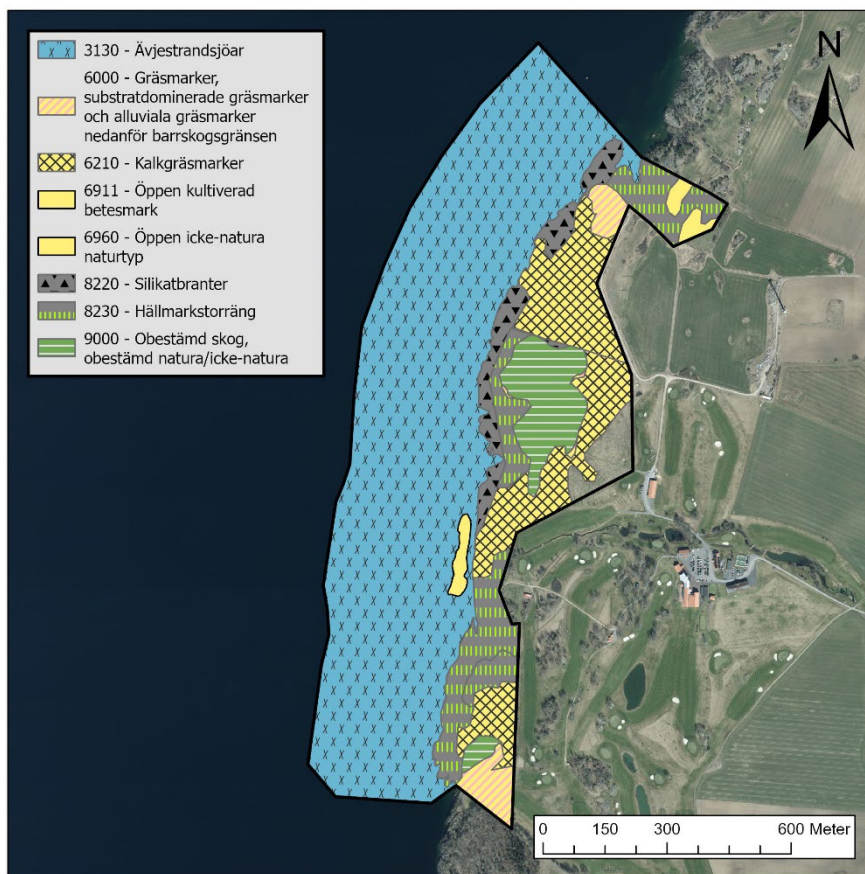 3130 - Ävjestrandsjöar
6000 - Gräsmarker,
substratdominerade gräsmarker
och alluviala gräsmarker
nedanför barrskogsgränsen
6210 - Kalkgräsmarker
6911 - Öppen kultiverad
betesmark
6960 - Öppen icke-natura
naturtyp
8220 - Silikatbranter
8230 - Hällmarkstorräng
9000 - Obestämd skog,
obestämd natura/icke-natura
N
0 150 300 600 Meter